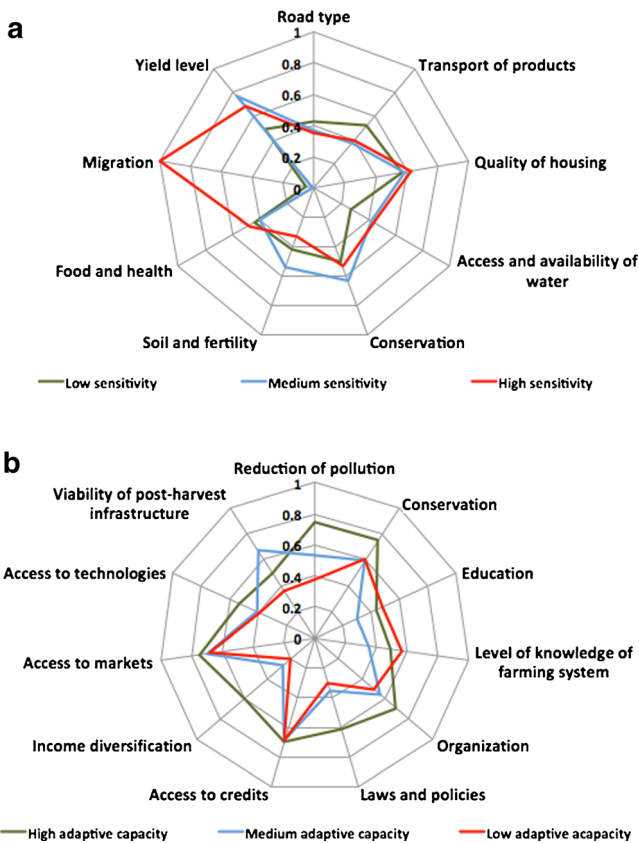 a
Road type
1
Yield level
Transport of products
0.8
0.6
0.4
Migration
Quality of housing
0.2
0
Food and health
Access and availability of
water
Soil and fertility
Conservation
Low sensitivity
Medium sensitivity
High sensitivity
b
Reduction of pollution
1
Viability of post-harvest
infrastructure
Conservation
0.8
0.6
Access to technologies
Education
0.4
0.2
0
Access to markets
Level of knowledge of
farming system
Income diversification
Organization
Access to credits
Laws and policies
High adaptive capacity
Medium adaptive capacity
Low adaptive acapacity